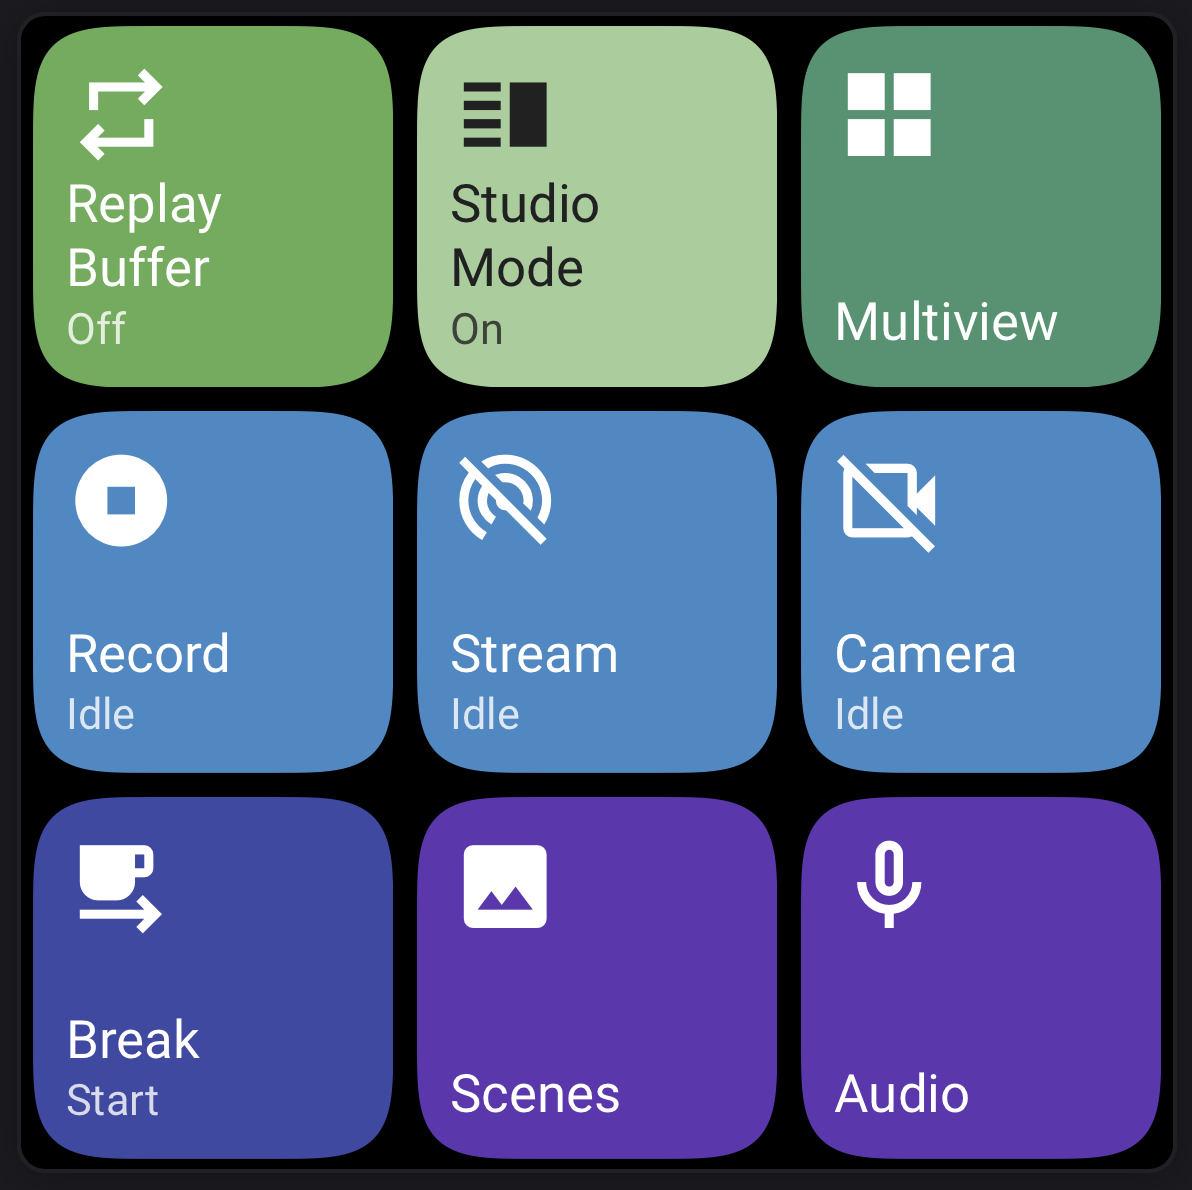 Replay
Buffer
Off
Studio
Mode
On
Multiview
Record
Idle
Stream
Idle
Camera
Idle
Break
Start
Scenes
Audio